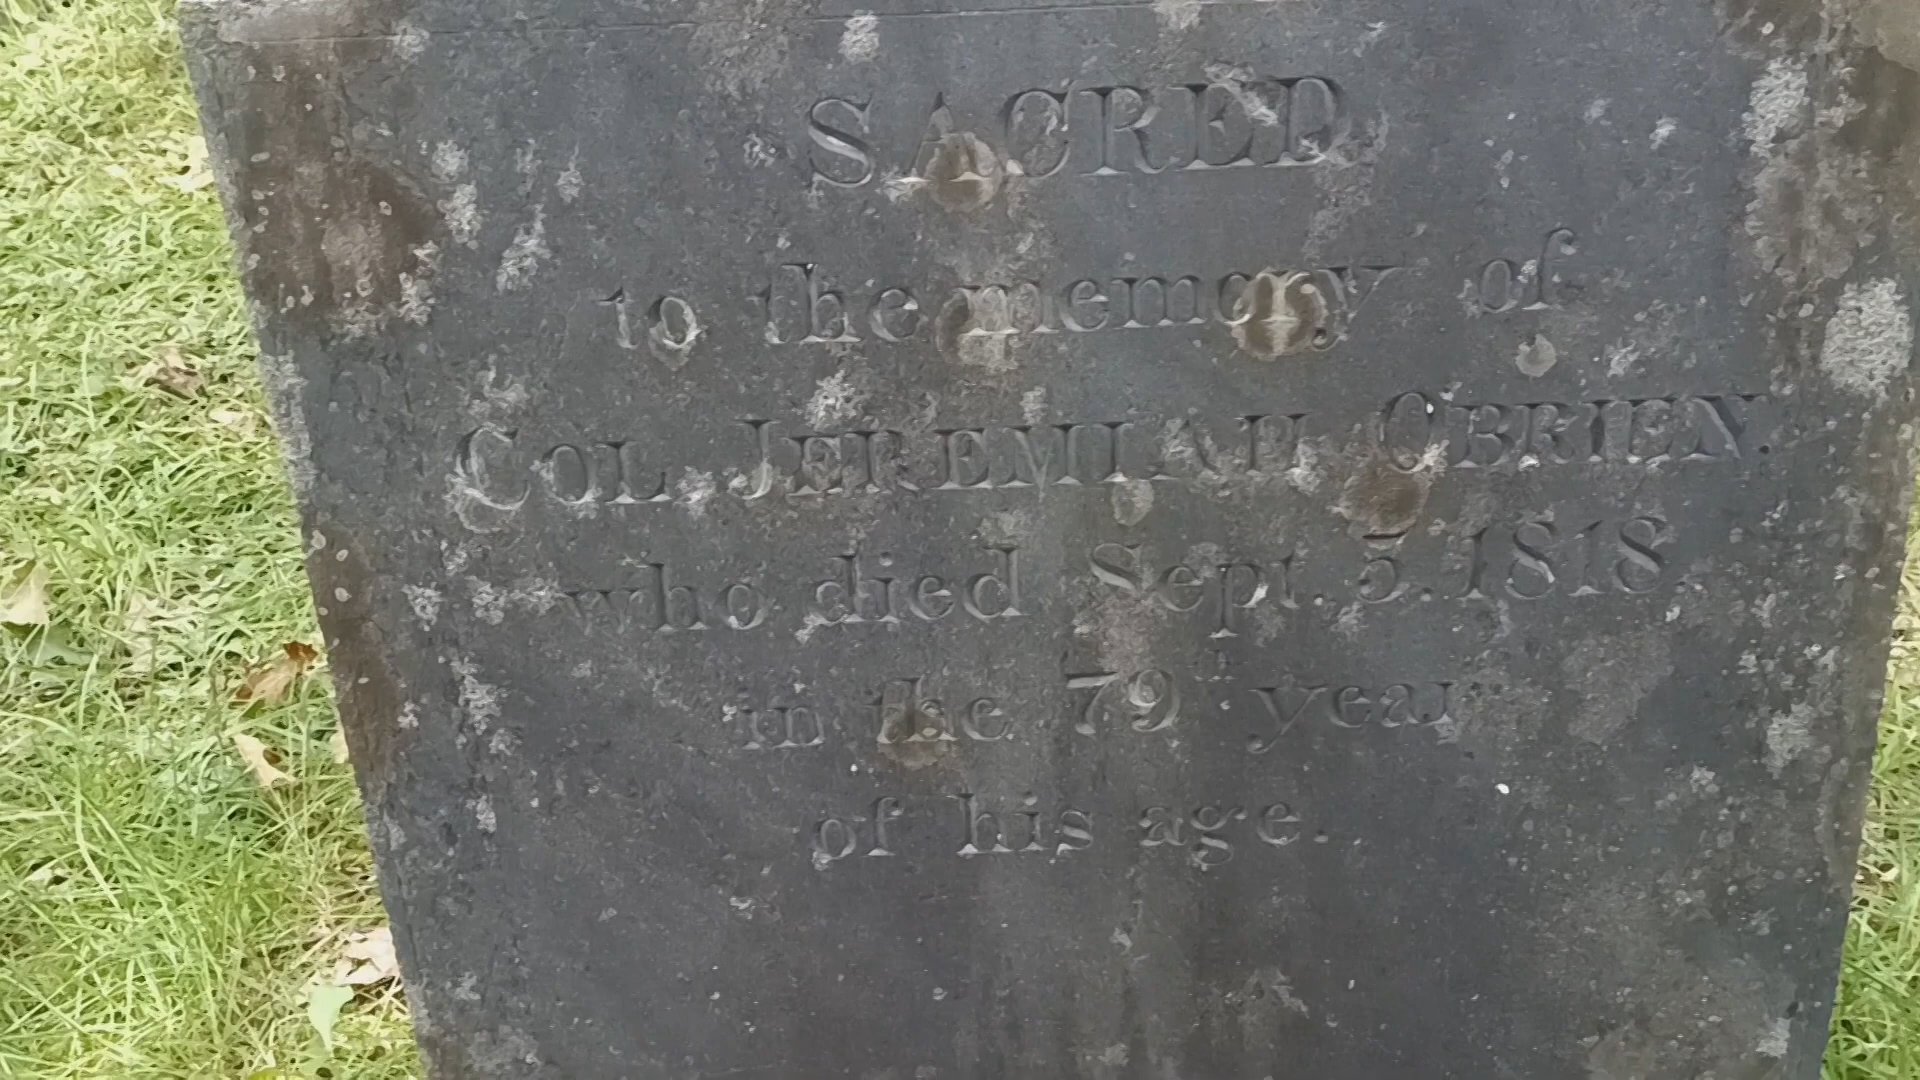 SACRED
to the memory of
COL. JEREMIAH OBRIEN.
who died Sept. 5. 1818.
in the 79th year
of his age.